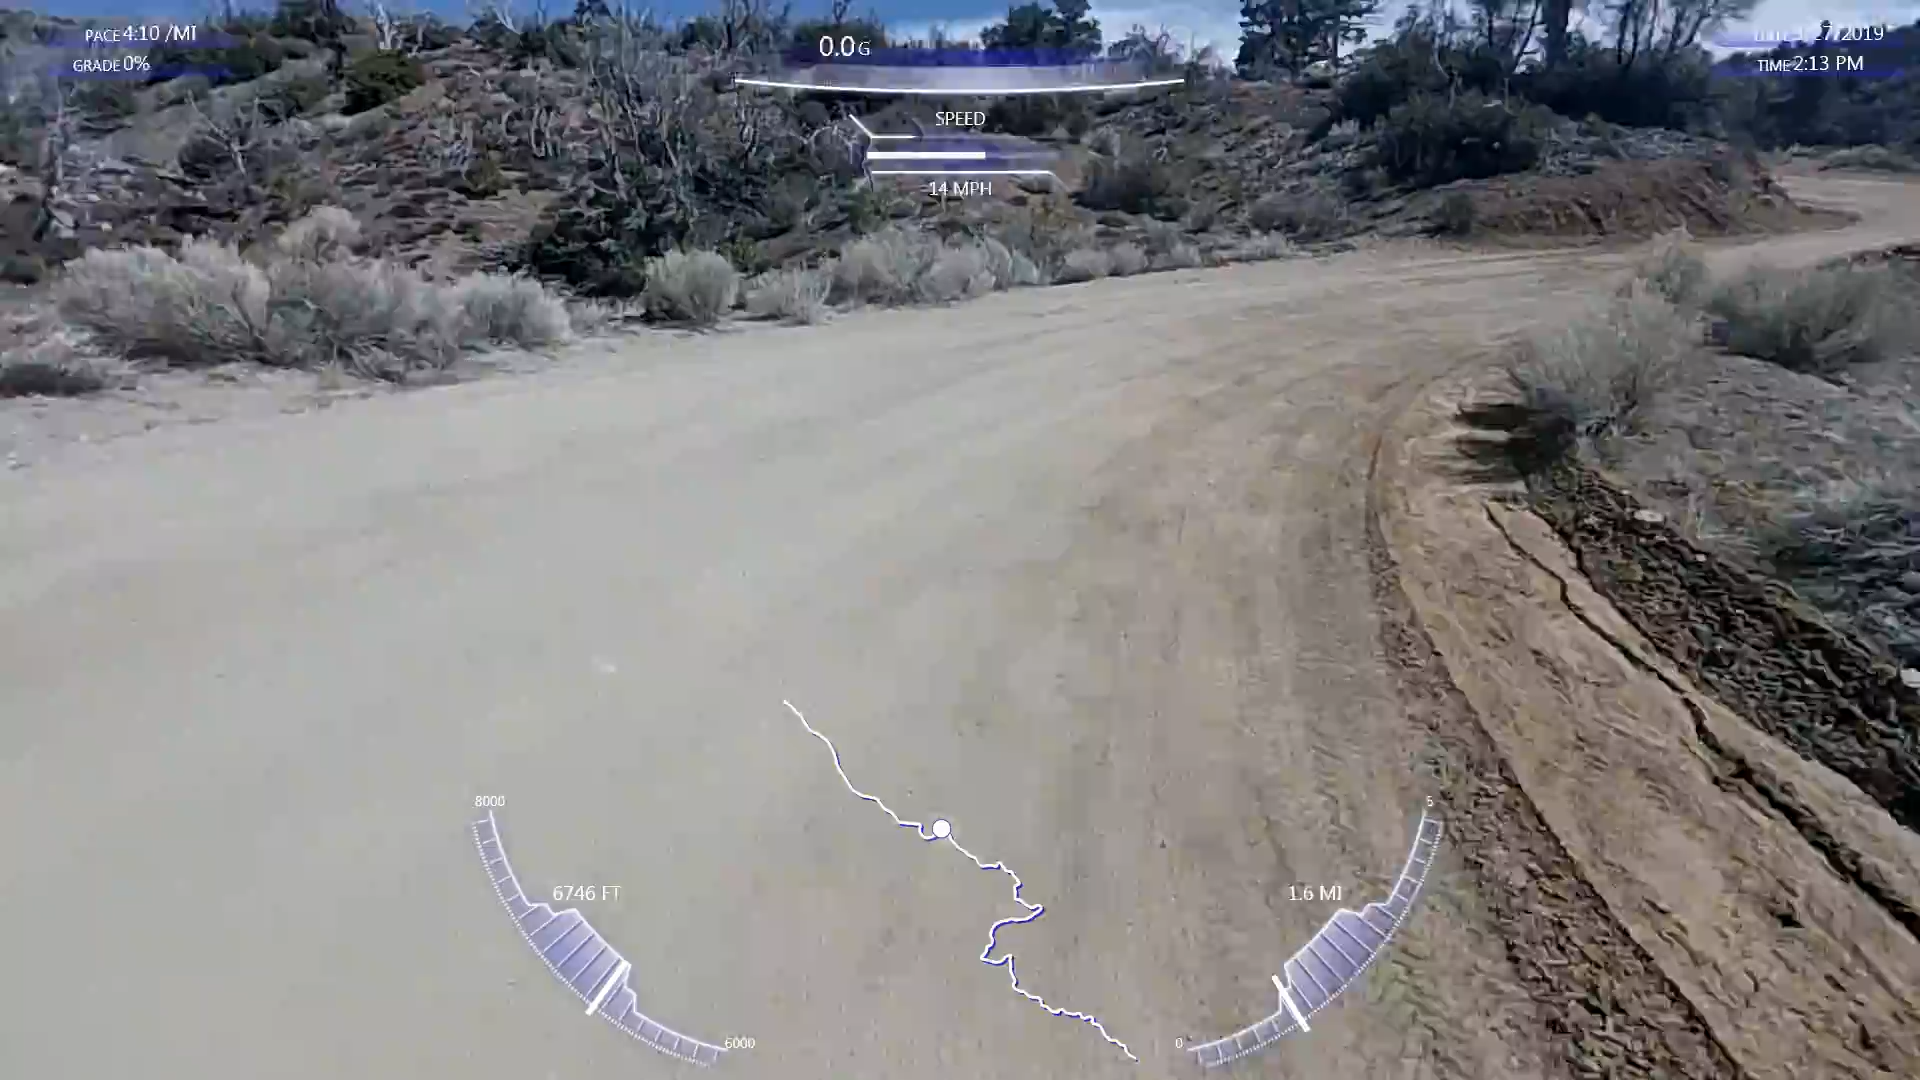 PACE 4:10 /MI
GRADE 0%
0.0 G
SPEED
14 MPH
TIME 2:13 PM
8000
6746 FT
6000
5
1.6 MI
0